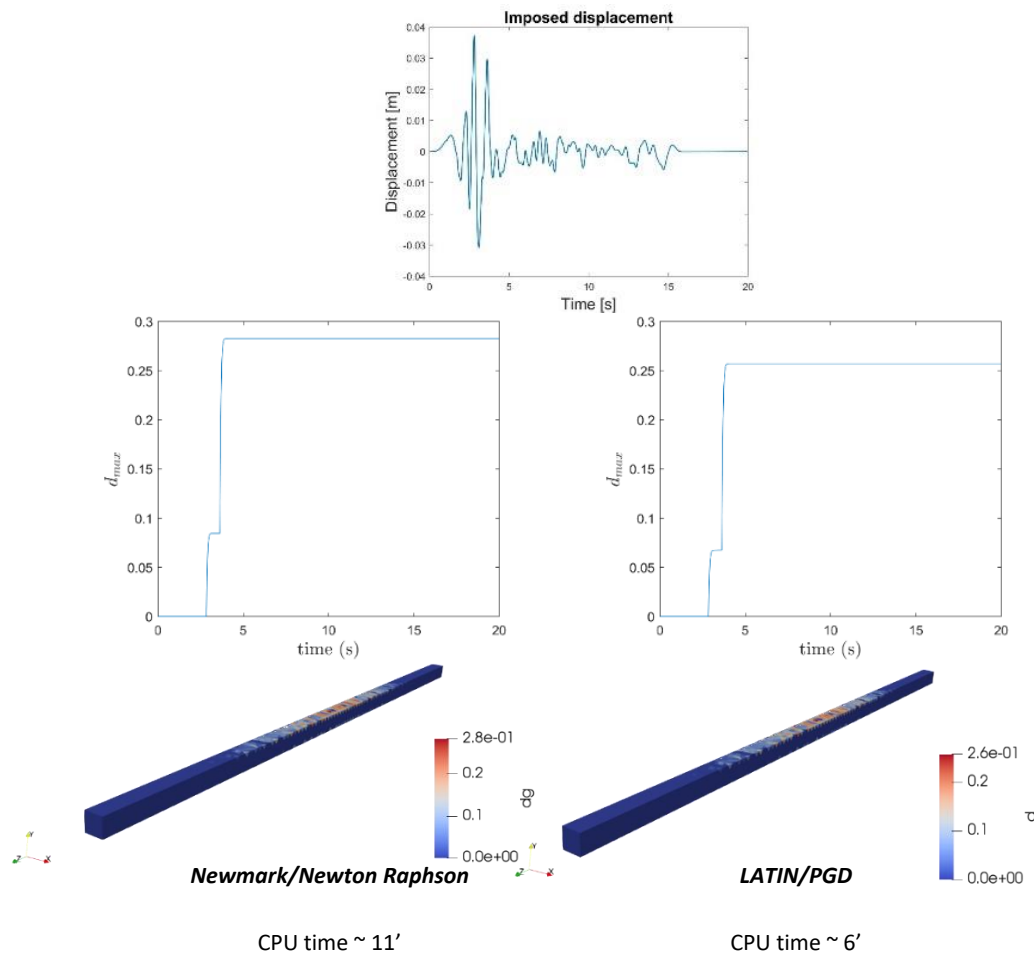 Imposed displacement
Displacement [m]
0.04
0.03
0.02
0.01
0
-0.01
-0.02
-0.03
-0.04
0 5 10 15 20
Time [s]
d_max
0.3
0.25
0.2
0.15
0.1
0.05
0
0 5 10 15 20
time (s)
d_max
0.3
0.25
0.2
0.15
0.1
0.05
0
0 5 10 15 20
time (s)
2.8e-01
0.2
0.1
0.0e+00
dg
Y
Z
X
2.6e-01
0.2
0.1
0.0e+00
d
Y
Z
X
Newmark/Newton Raphson
LATIN/PGD
CPU time ~ 11’
CPU time ~ 6’